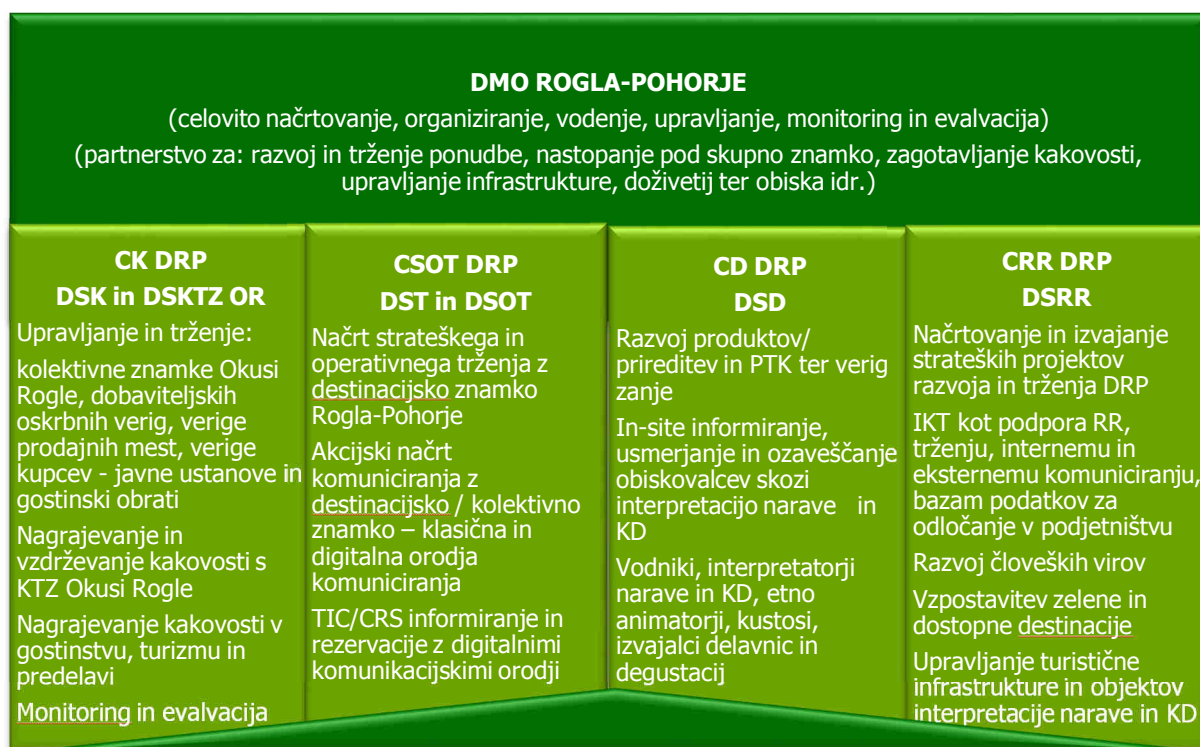 DMO ROGLA-POHORJE
(celovito načrtovanje, organiziranje, vodenje, upravljanje, monitoring in evalvacija)
(partnerstvo za: razvoj in trženje ponudbe, nastopanje pod skupno znamko, zagotavljanje kakovosti,
upravljanje infrastrukture, doživetij ter obiska idr.)
CK DRP
DSK in DSKTZ OR
Upravljanje in trženje:
kolektivne znamke Okusi
Rogle, dobaviteljskih
oskrbnih verig, verige
prodajnih mest, verige
kupcev - javne ustanove in
gostinski obrati
Nagrajevanje in
vzdrževanje kakovosti s
KTZ Okusi Rogle
Nagrajevanje kakovosti v
gostinstvu, turizmu in
predelavi
Monitoring in evalvacija
CSOT DRP
DST in DSOT
Načrt strateškega in
operativnega trženja z
destinacijsko znamko
Rogla-Pohorje
Akcijski načrt
komuniciranja z
destinacijsko / kolektivno
znamko – klasična in
digitalna orodja
komuniciranja
TIC/CRS informiranje in
rezervacije z digitalnimi
komunikacijskimi orodji
CD DRP
DSD
Razvoj produktov/
prireditev in PTK ter verig
zanje
In-site informiranje,
usmerjanje in ozaveščanje
obiskovalcev skozi
interpretacijo narave in
KD
Vodniki, interpretatorji
narave in KD, etno
animatorji, kustosi,
izvajalci delavnic in
degustacij
CRR DRP
DSRR
Načrtovanje in izvajanje
strateških projektov
razvoja in trženja DRP
IKT kot podpora RR,
trženju, internemu in
eksternemu komuniciranju,
bazam podatkov za
odločanje v podjetništvu
Razvoj človeških virov
Vzpostavitev zelene in
dostopne destinacije
Upravljanje turistične
infrastrukture in objektov
interpretacije narave in KD